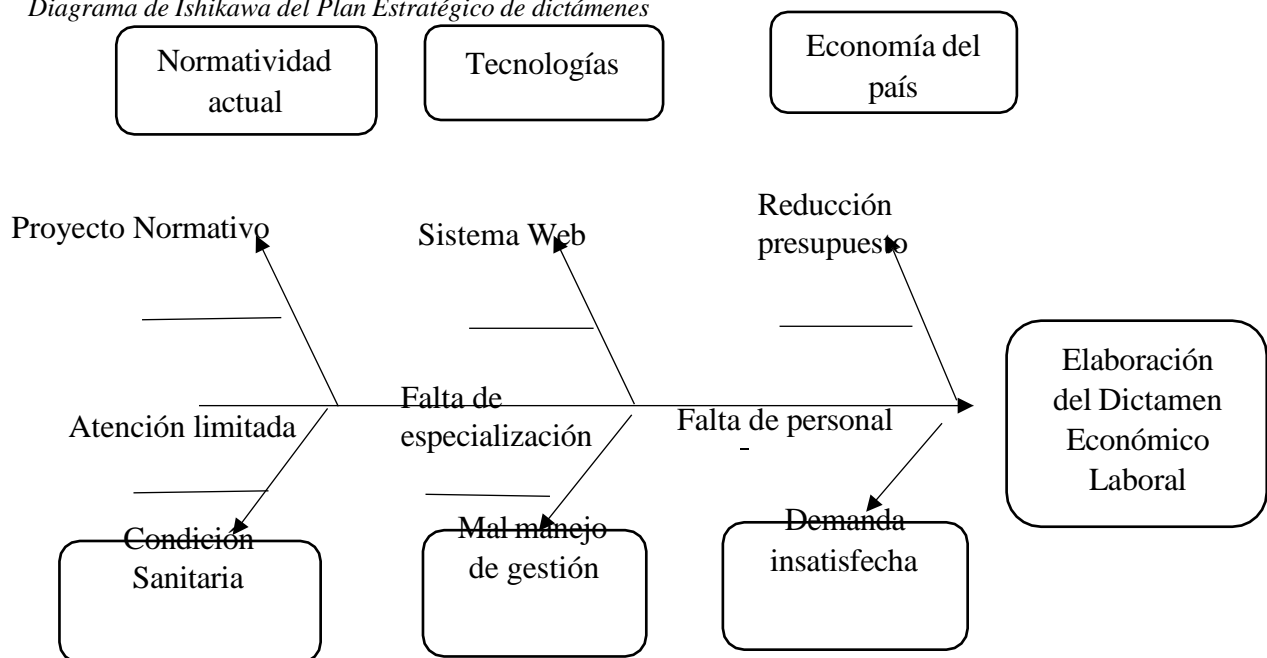 Diagrama de Ishikawa del Plan Estratégico de dictámenes
Normatividad
actual
Tecnologías
Economía del
país
Proyecto Normativo
Sistema Web
Reducción
presupuesto
Atención limitada
Falta de
especialización
Falta de personal
Elaboración
del Dictamen
Económico
Laboral
Condición
Sanitaria
Mal manejo
de gestión
Demanda
insatisfecha